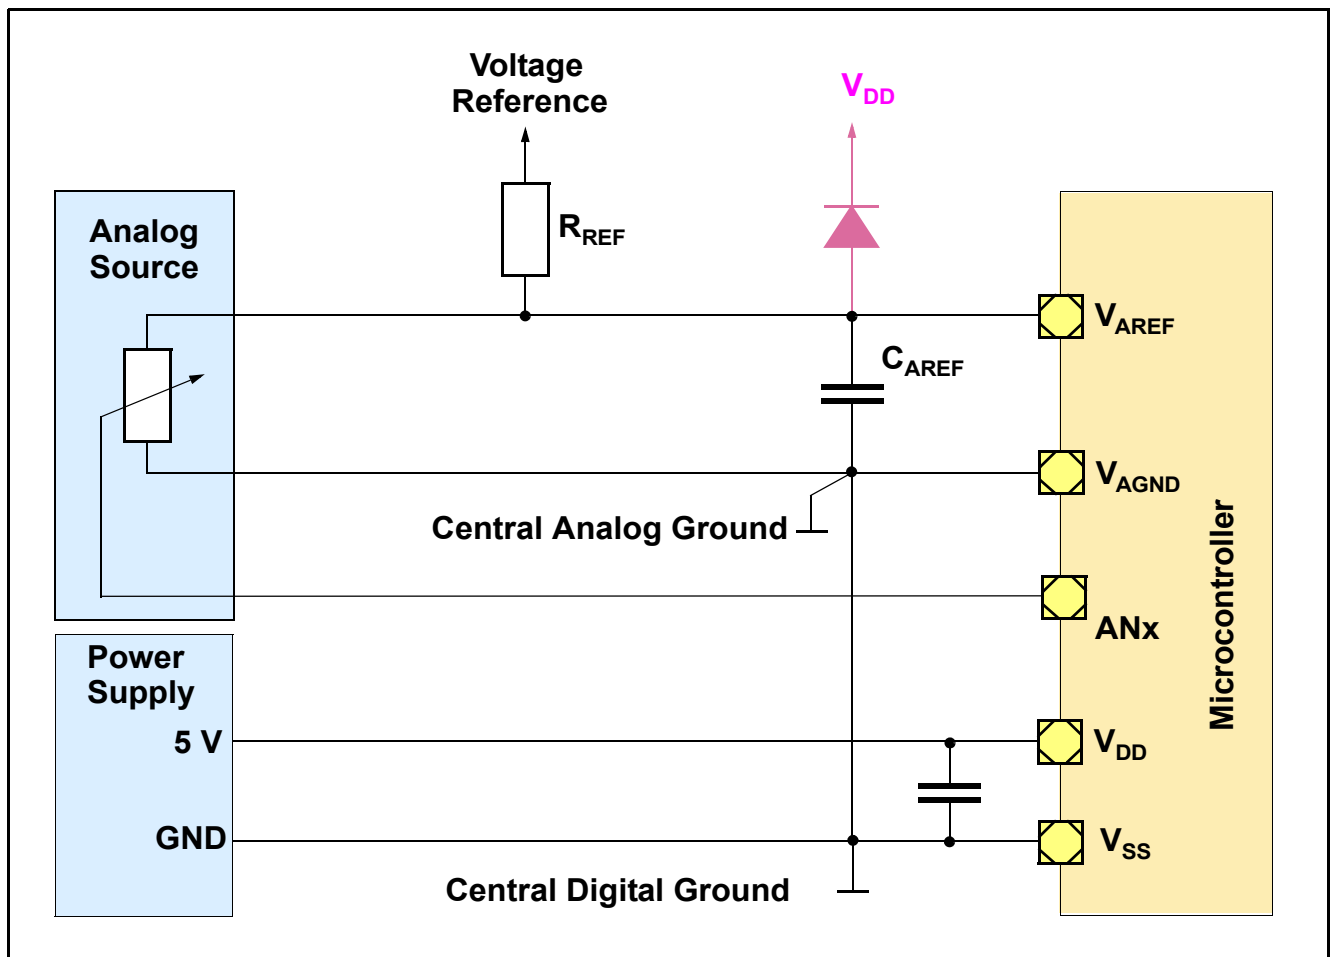 Voltage
Reference
VDD
Analog
Source
RREF
VAREF
CAREF
VAGND
Central Analog Ground
ANx
Microcontroller
Power
Supply
5 V
VDD
GND
VSS
Central Digital Ground